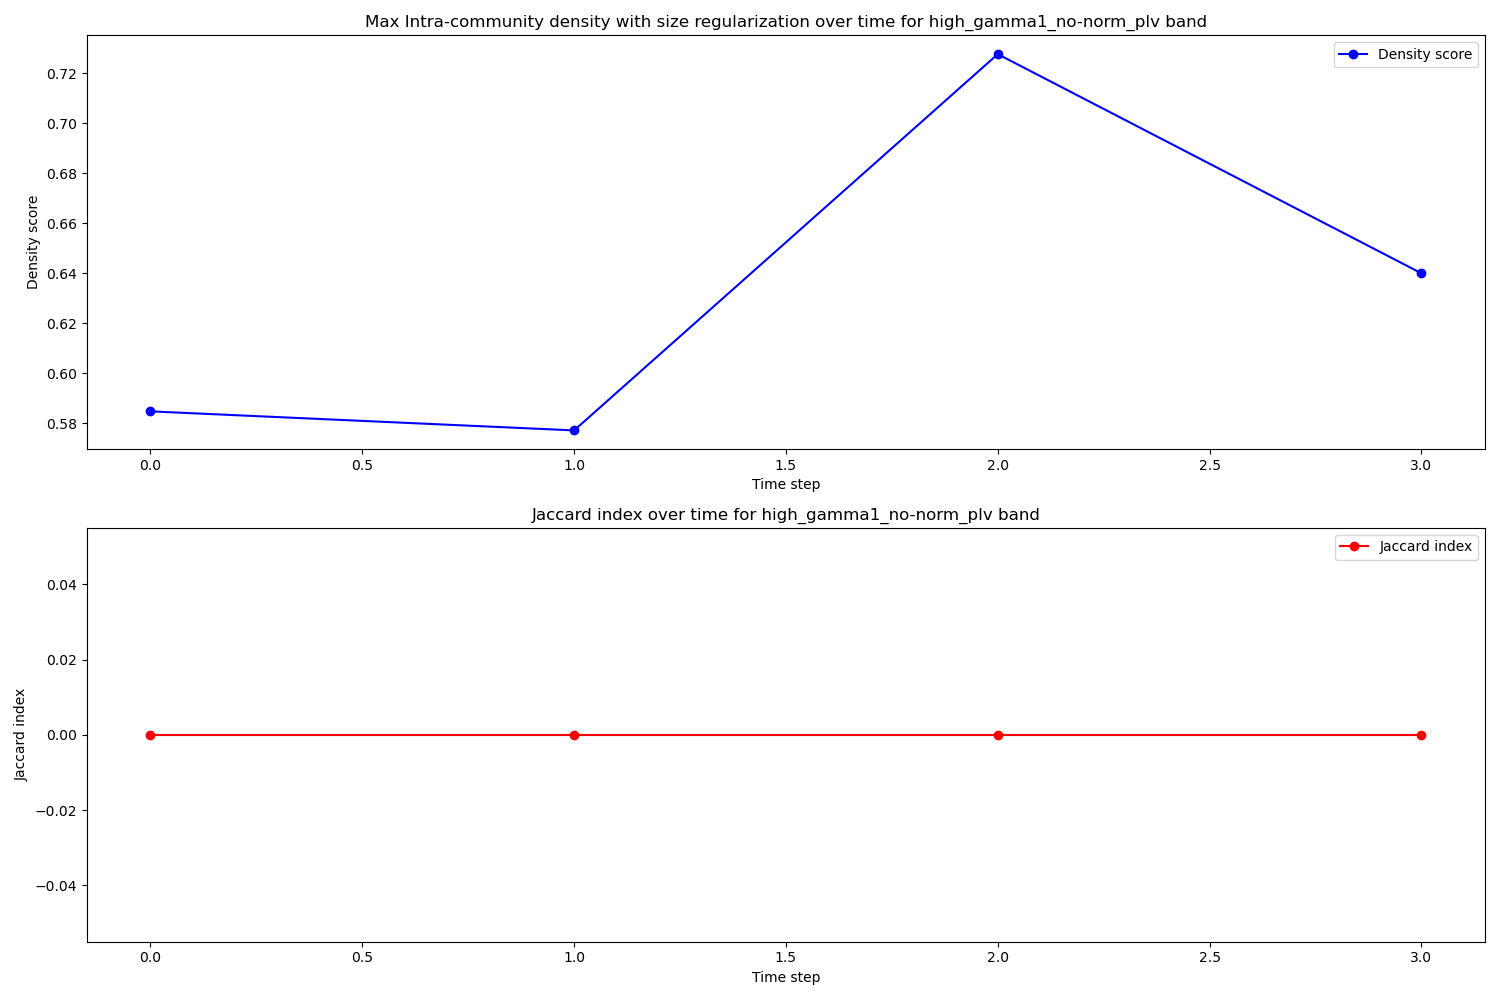 Max Intra-community density with size regularization over time for high_gamma1_no-norm_plv band
Density score
0.72
0.70
0.68
0.66
0.64
0.62
0.60
0.58
Density score
0.0 0.5 1.0 1.5 2.0 2.5 3.0
Time step
Jaccard index over time for high_gamma1_no-norm_plv band
Jaccard index
0.04
0.02
0.00
−0.02
−0.04
Jaccard index
0.0 0.5 1.0 1.5 2.0 2.5 3.0
Time step